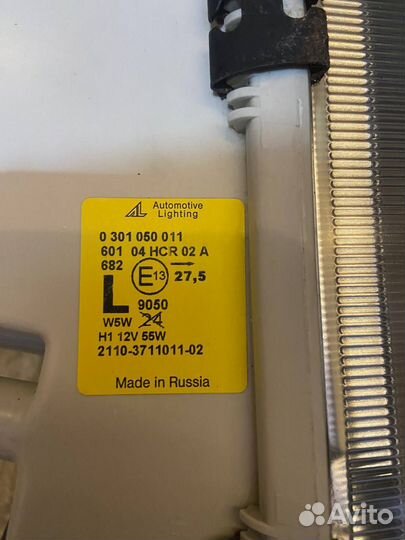 AL Automotive
Lighting
0 301 050 011
601 04 HCR 02 A
682 E13 27,5
L 9050
W5W 24
H1 12V 55W
2110-3711011-02
Made in Russia
Avito